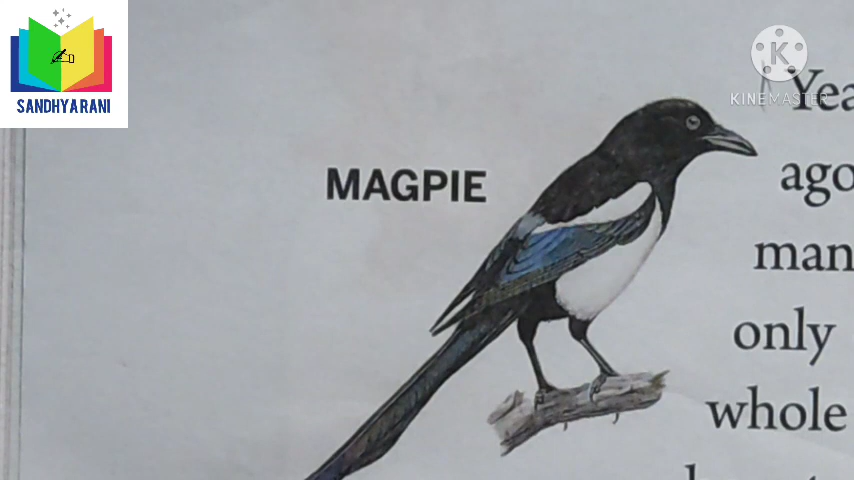 SANDHYARANI
KINEMASTER
MAGPIE
ago
man
only
whole